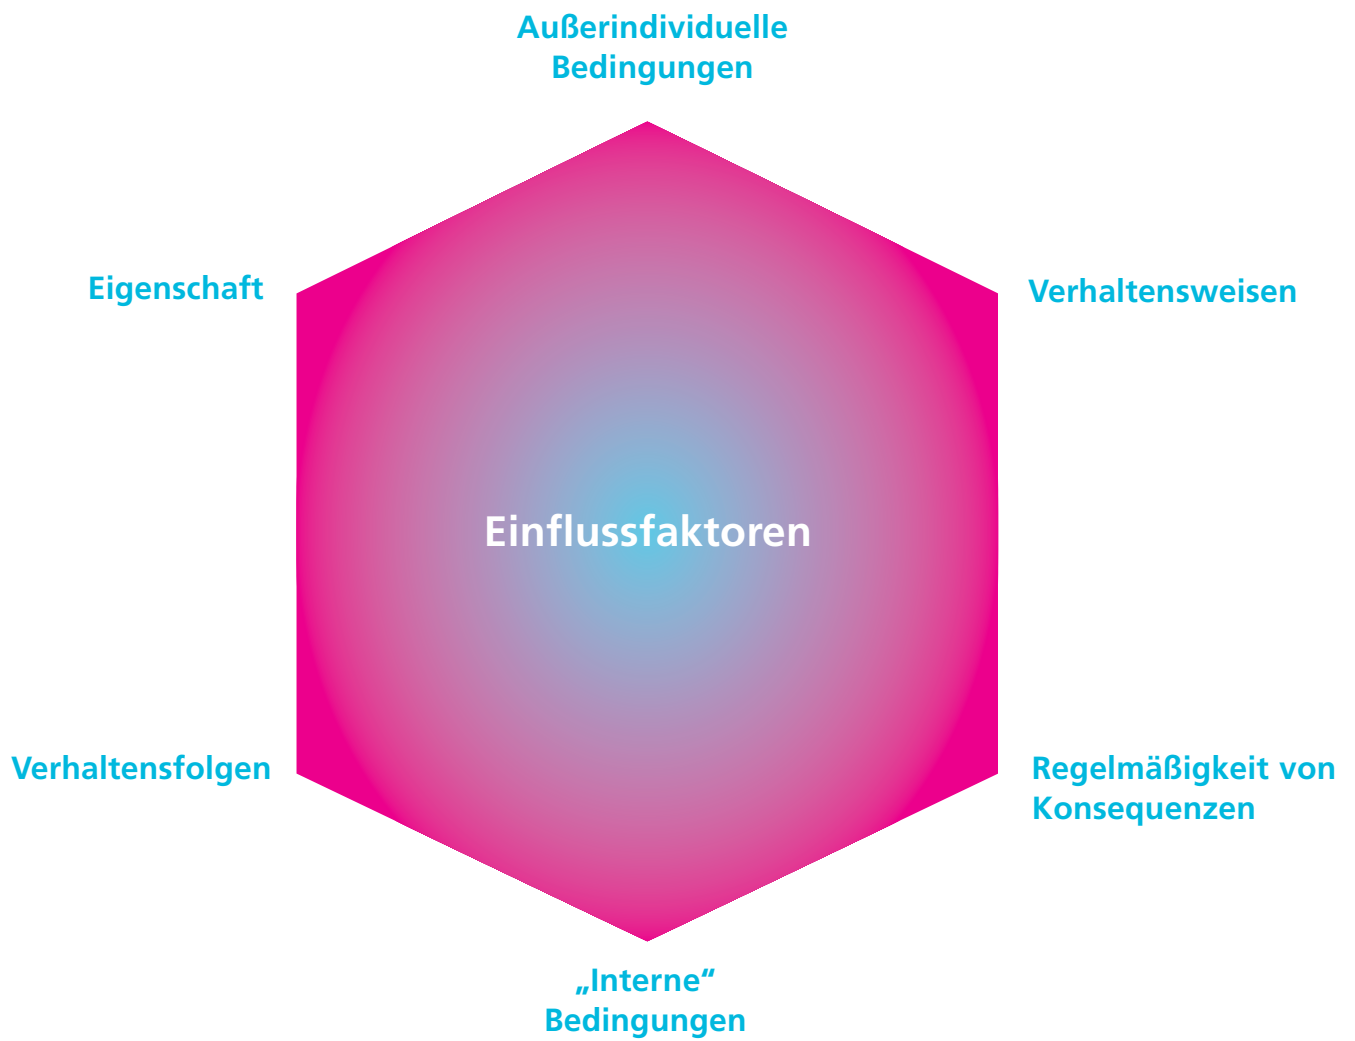 Außerindividuelle
Bedingungen
Eigenschaft
Verhaltensweisen
Einflussfaktoren
Verhaltensfolgen
Regelmäßigkeit von
Konsequenzen
„Interne“
Bedingungen